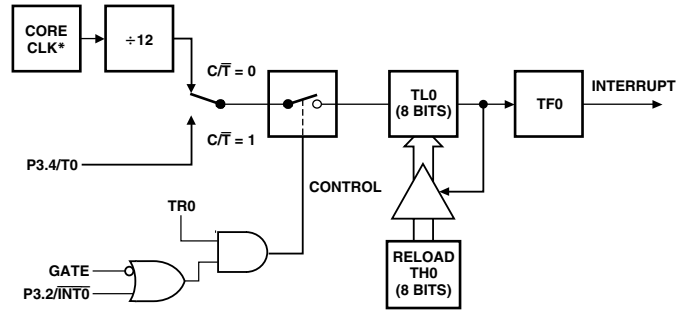 CORE
CLK*
÷12
C/T̅ = 0
C/T̅ = 1
P3.4/T0
TL0
(8 BITS)
TF0
INTERRUPT
CONTROL
TR0
GATE
P3.2/I̅N̅T̅0̅
RELOAD
TH0
(8 BITS)